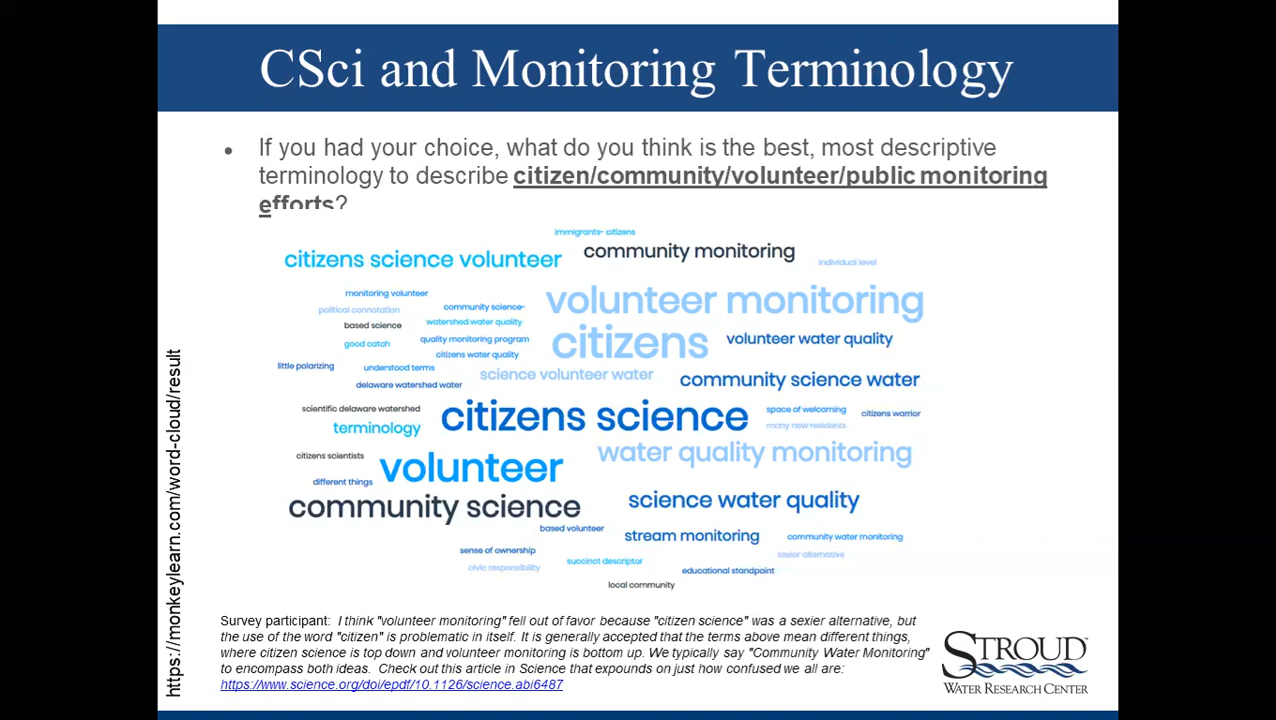 CSci and Monitoring Terminology
• If you had your choice, what do you think is the best, most descriptive
terminology to describe citizen/community/volunteer/public monitoring
efforts?
immigrants- citizens
citizens science volunteer
community monitoring
individual level
monitoring volunteer
political connotation
community science-
volunteer monitoring
based science
watershed water quality
good catch
quality monitoring program
citizens
volunteer water quality
citizens water quality
little polarizing
understood terms
science volunteer water
community science water
delaware watershed water
scientific delaware watershed
citizens science
space of welcoming
citizens warrior
terminology
many new residents
citizens scientists
volunteer
water quality monitoring
different things
community science
science water quality
based volunteer
stream monitoring
community water monitoring
sense of ownership
sexier alternative
civic responsibility
succinct descriptor
educational standpoint
local community
https://monkeylearn.com/word-cloud/result
Survey participant: I think "volunteer monitoring" fell out of favor because "citizen science" was a sexier alternative, but
the use of the word "citizen" is problematic in itself. It is generally accepted that the terms above mean different things,
where citizen science is top down and volunteer monitoring is bottom up. We typically say "Community Water Monitoring"
to encompass both ideas. Check out this article in Science that expounds on just how confused we all are:
https://www.science.org/doi/epdf/10.1126/science.abi6487
STROUD™
WATER RESEARCH CENTER